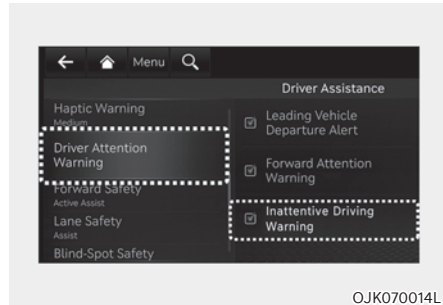 Menu
Driver Assistance
Haptic Warning
Medium
Driver Attention
Warning
Forward Safety
Active Assist
Lane Safety
Assist
Blind-Spot Safety
Leading Vehicle
Departure Alert
Forward Attention
Warning
Inattentive Driving
Warning
OJK070014L